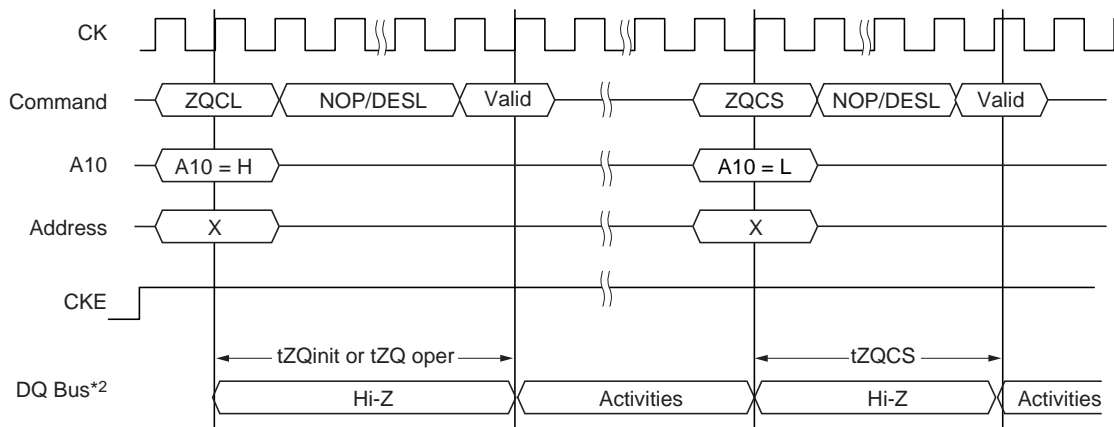 CK
Command ZQCL NOP/DESL Valid ZQCS NOP/DESL Valid
A10 A10 = H A10 = L
Address X X
CKE
tZQinit or tZQ oper tZQCS
DQ Bus*2 Hi-Z Activities Hi-Z Activities